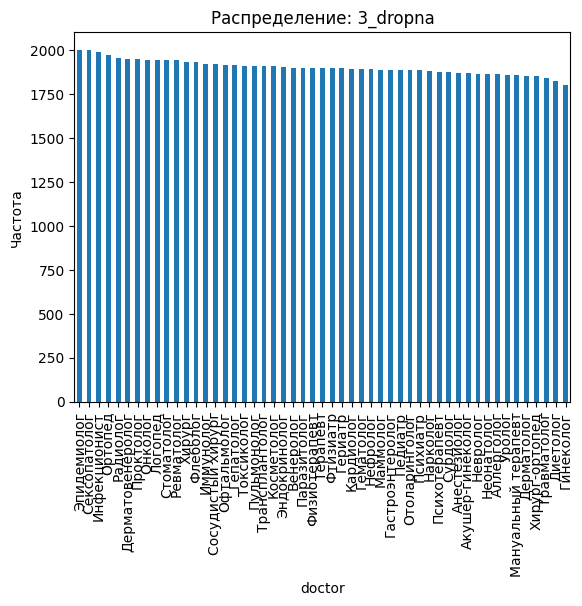 Распределение: 3_dropna
Частота
2000
1750
1500
1250
1000
750
500
250
0
Эпидемиолог
Сексопатолог
Инфекционист
Ортопед
Радиолог
Дерматовенеролог
Проктолог
Онколог
Логопед
Стоматолог
Ревматолог
Хирург
Флеболог
Иммунолог
Сосудистый хирург
Офтальмолог
Гепатолог
Токсиколог
Пульмонолог
Трансплантолог
Косметолог
Эндокринолог
Венеролог
Паразитолог
Физиотерапевт
Терапевт
Фтизиатр
Гериатр
Кардиолог
Гематолог
Нефролог
Маммолог
Гастроэнтеролог
Педиатр
Отоларинголог
Психиатр
Нарколог
Психотерапевт
Сурдолог
Анестезиолог
Акушер-гинеколог
Невролог
Неонатолог
Аллерголог
Уролог
Мануальный терапевт
Дерматолог
Хирург-ортопед
Травматолог
Диетолог
Гинеколог
doctor